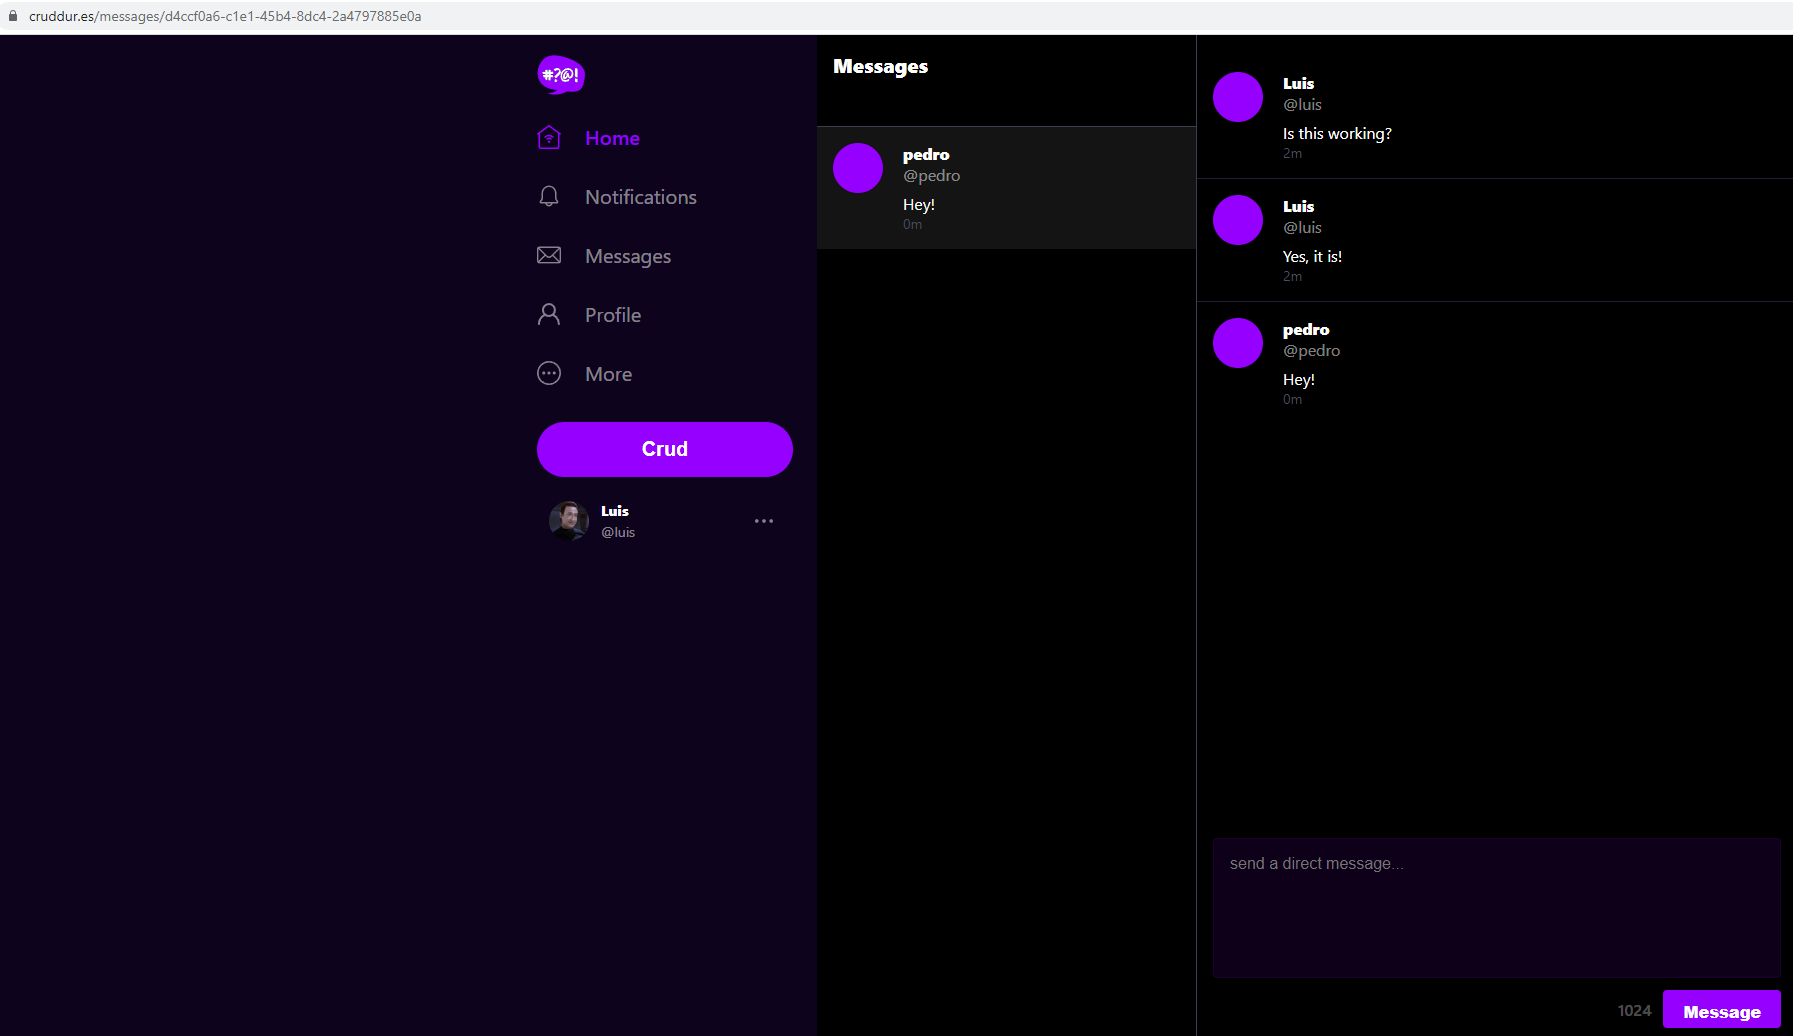 cruddur.es/messages/d4ccf0a6-c1e1-45b4-8dc4-2a4797885e0a
#?@!
Home
Notifications
Messages
Profile
More
Crud
Luis
@luis
Messages
pedro
@pedro
Hey!
0m
Luis
@luis
Is this working?
2m
Luis
@luis
Yes, it is!
2m
pedro
@pedro
Hey!
0m
send a direct message...
1024
Message